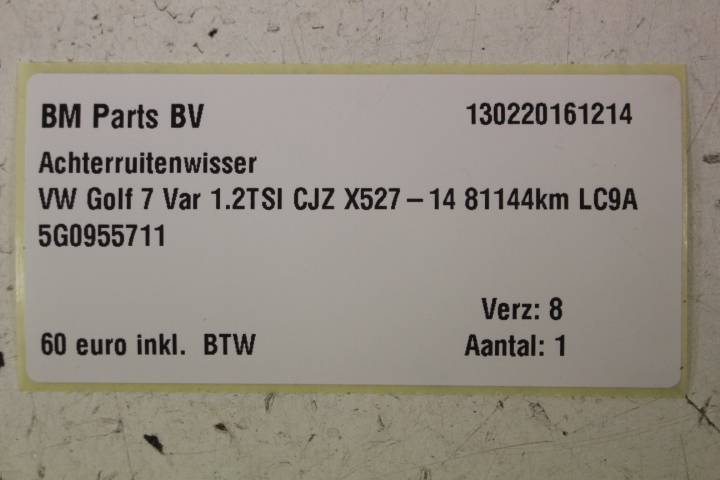 BM Parts BV 130220161214
Achterruitenwisser
VW Golf 7 Var 1.2TSI CJZ X527-14 81144km LC9A
5G0955711
Verz: 8
60 euro inkl. BTW Aantal: 1